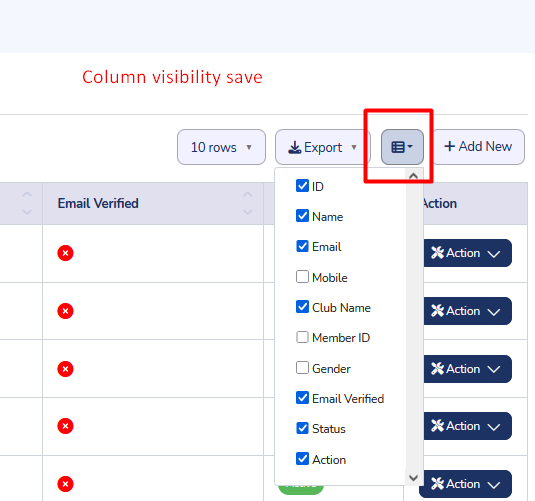 Column visibility save
10 rows
Export
Add New
Email Verified
Action
ID
Name
Email
Mobile
Club Name
Member ID
Gender
Email Verified
Status
Action
Action
Action
Action
Action
Action